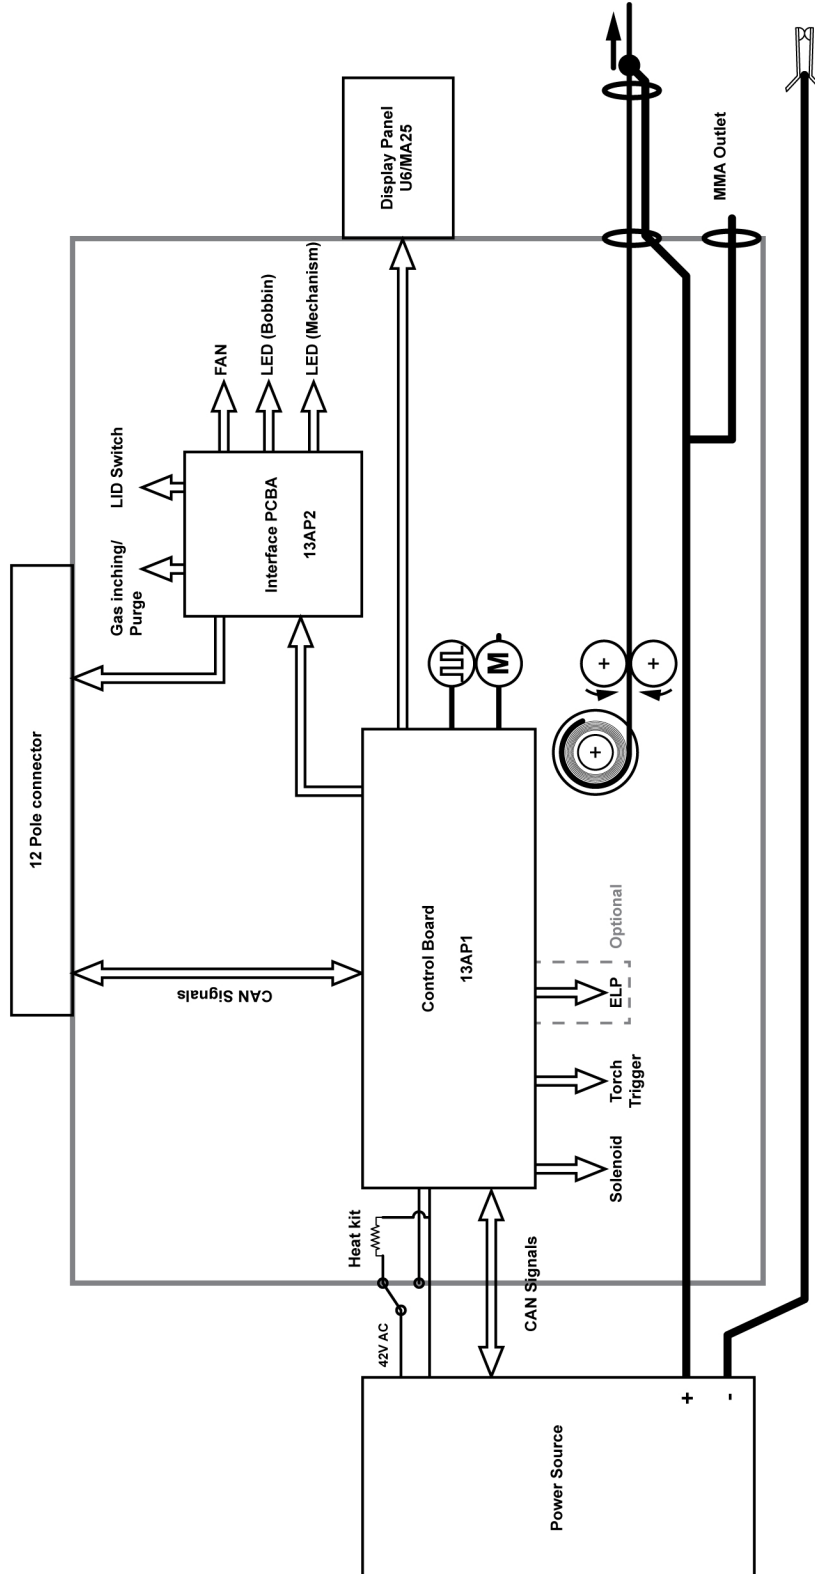 12 Pole connector
Gas inching/
Purge
LID Switch
FAN
LED (Bobbin)
LED (Mechanism)
Interface PCBA
13AP2
Display Panel
U6/MA25
CAN Signals
Control Board
13AP1
M
Heat kit
42V AC
CAN Signals
Solenoid
Torch
Trigger
ELP
Optional
+
+
+
MMA Outlet
Power Source
+
-